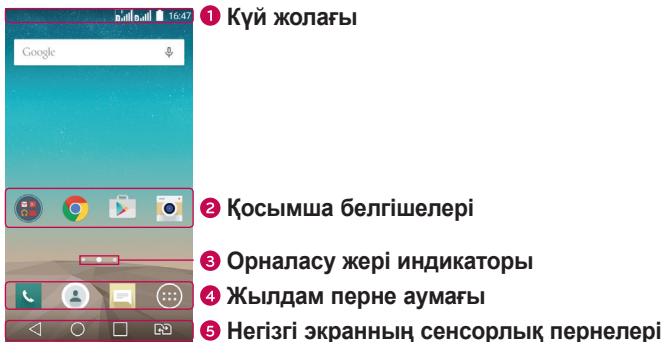 16:47
❶ Күй жолағы
Google
❷ Қосымша белгішелері
❸ Орналасу жері индикаторы
❹ Жылдам перне аумағы
❺ Негізгі экранның сенсорлық пернелері